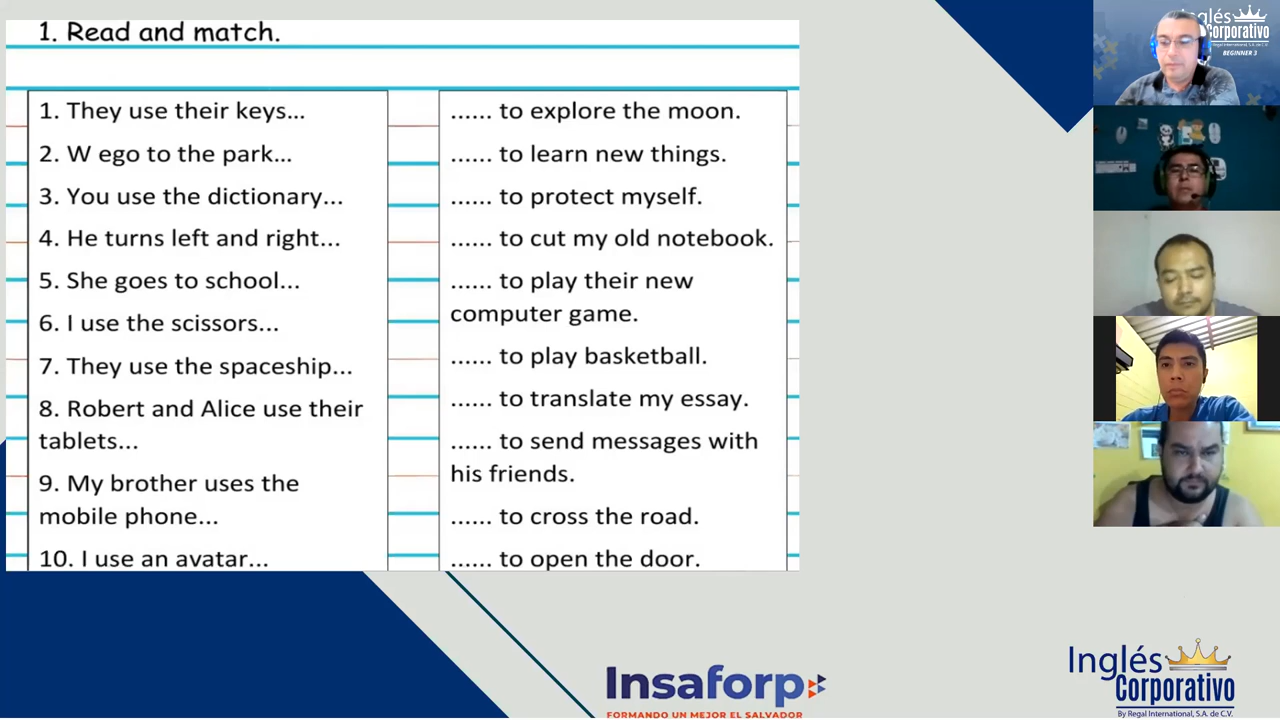 1. Read and match.
1. They use their keys...
2. W ego to the park...
3. You use the dictionary...
4. He turns left and right...
5. She goes to school...
6. I use the scissors...
7. They use the spaceship...
8. Robert and Alice use their
tablets...
9. My brother uses the
mobile phone...
10. I use an avatar...
...... to explore the moon.
...... to learn new things.
...... to protect myself.
...... to cut my old notebook.
...... to play their new
computer game.
...... to play basketball.
...... to translate my essay.
...... to send messages with
his friends.
...... to cross the road.
...... to open the door.
Inglés
Corporativo
By Regal International, S.A. de C.V.
BEGINNER 3
Insaforp
FORMANDO UN MEJOR EL SALVADOR
Inglés
Corporativo
By Regal International, S.A. de C.V.